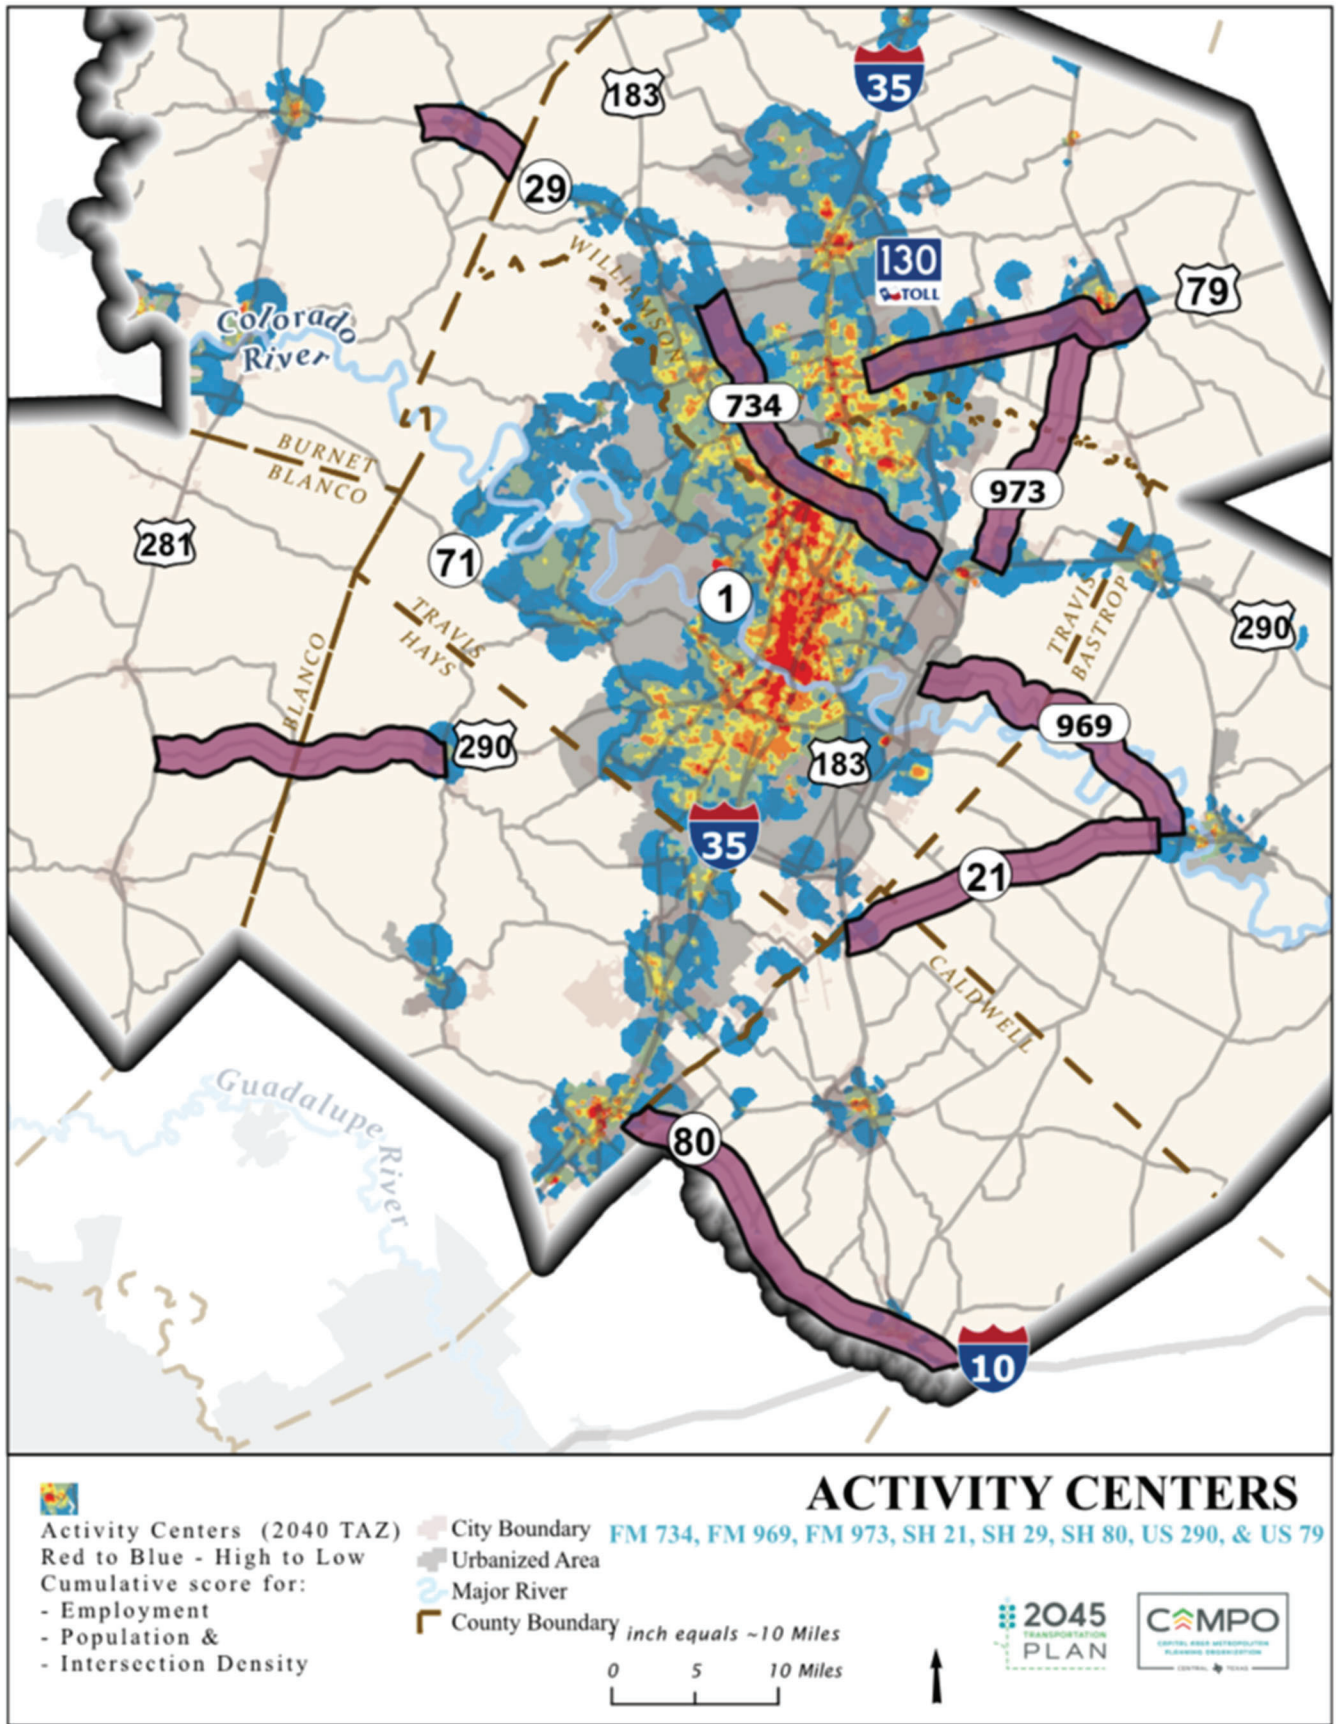 183
35
29
WILLIAMSON
130
TOLL
79
Colorado
River
734
BURNET
BLANCO
973
281
71
1
TRAVIS
HAYS
TRAVIS
BASTROP
290
BLANCO
290
969
183
35
21
CALDWELL
Guadalupe
River
80
10
ACTIVITY CENTERS
FM 734, FM 969, FM 973, SH 21, SH 29, SH 80, US 290, & US 79
Activity Centers (2040 TAZ)
Red to Blue - High to Low
Cumulative score for:
- Employment
- Population &
- Intersection Density
City Boundary
Urbanized Area
Major River
County Boundary
1 inch equals ~10 Miles
0 5 10 Miles
2045
TRANSPORTATION
PLAN
CAMPO
CAPITAL AREA METROPOLITAN
PLANNING ORGANIZATION
CENTRAL TEXAS